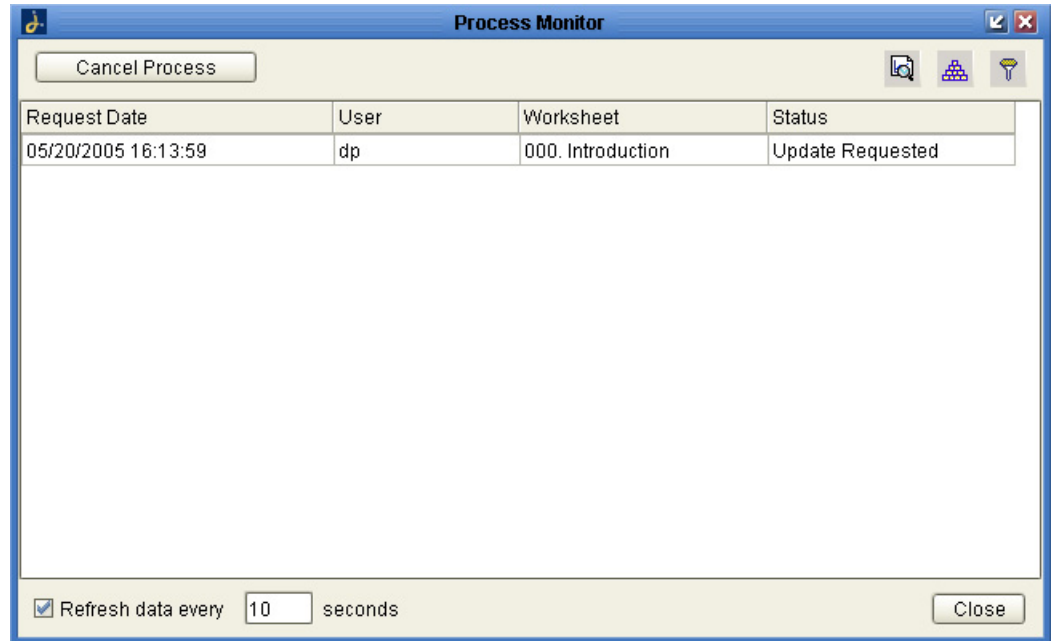 Process Monitor
Cancel Process
Request Date User Worksheet Status
05/20/2005 16:13:59 dp 000. Introduction Update Requested
Refresh data every 10 seconds Close